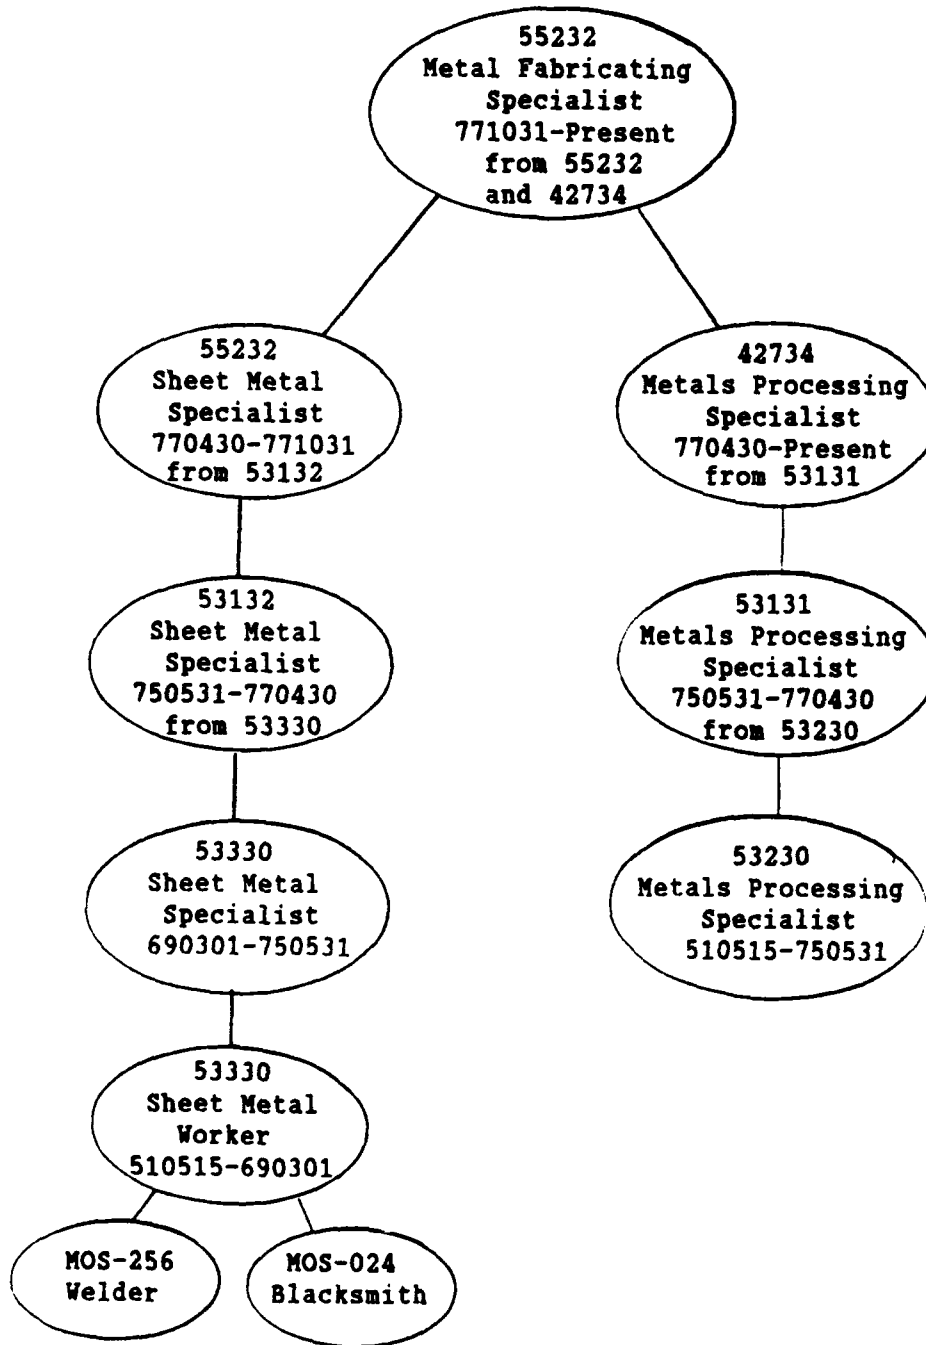 55232
Metal Fabricating
Specialist
771031-Present
from 55232
and 42734
55232
Sheet Metal
Specialist
770430-771031
from 53132
42734
Metals Processing
Specialist
770430-Present
from 53131
53132
Sheet Metal
Specialist
750531-770430
from 53330
53131
Metals Processing
Specialist
750531-770430
from 53230
53330
Sheet Metal
Specialist
690301-750531
53230
Metals Processing
Specialist
510515-750531
53330
Sheet Metal
Worker
510515-690301
MOS-256
Welder
MOS-024
Blacksmith